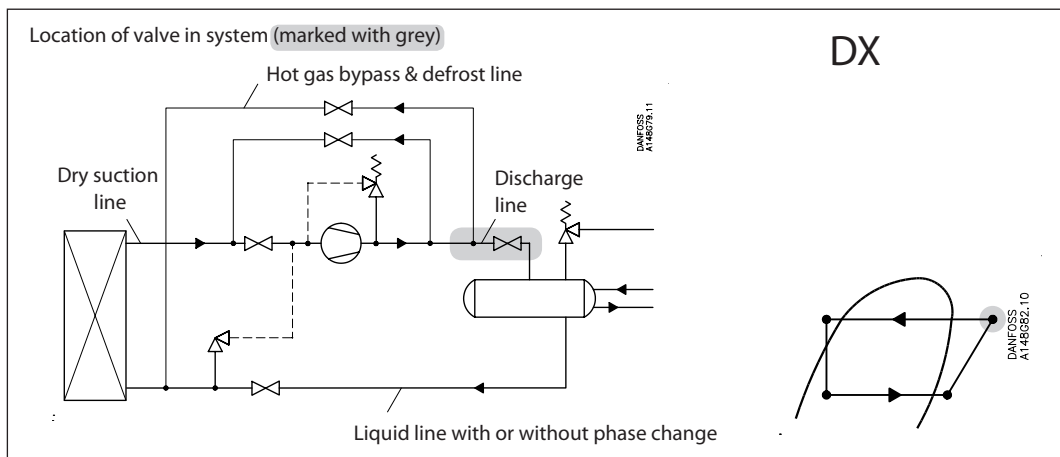 Location of valve in system (marked with grey)
DX
Hot gas bypass & defrost line
DANFOSS
A148G79.11
Dry suction
line
Discharge
line
DANFOSS
A148G82.10
Liquid line with or without phase change